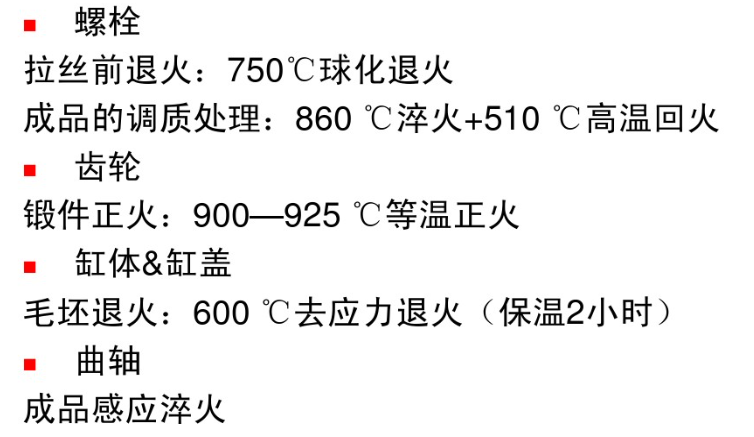 ■ 螺栓
拉丝前退火：750℃球化退火
成品的调质处理：860 ℃淬火+510 ℃高温回火
■ 齿轮
锻件正火：900—925 ℃等温正火
■ 缸体&缸盖
毛坯退火：600 ℃去应力退火（保温2小时）
■ 曲轴
成品感应淬火